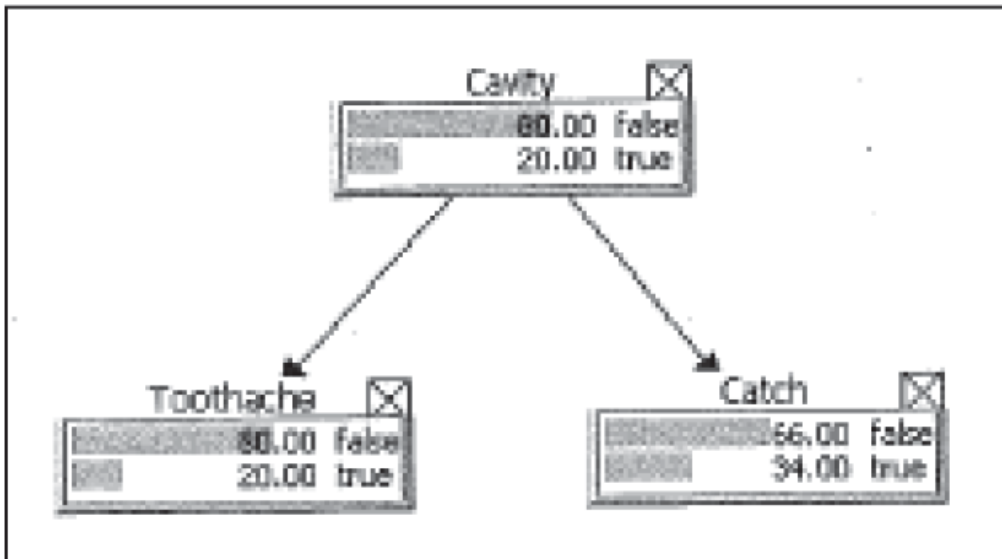 Cavity
80.00 false
20.00 true
Toothache
80.00 false
20.00 true
Catch
66.00 false
34.00 true